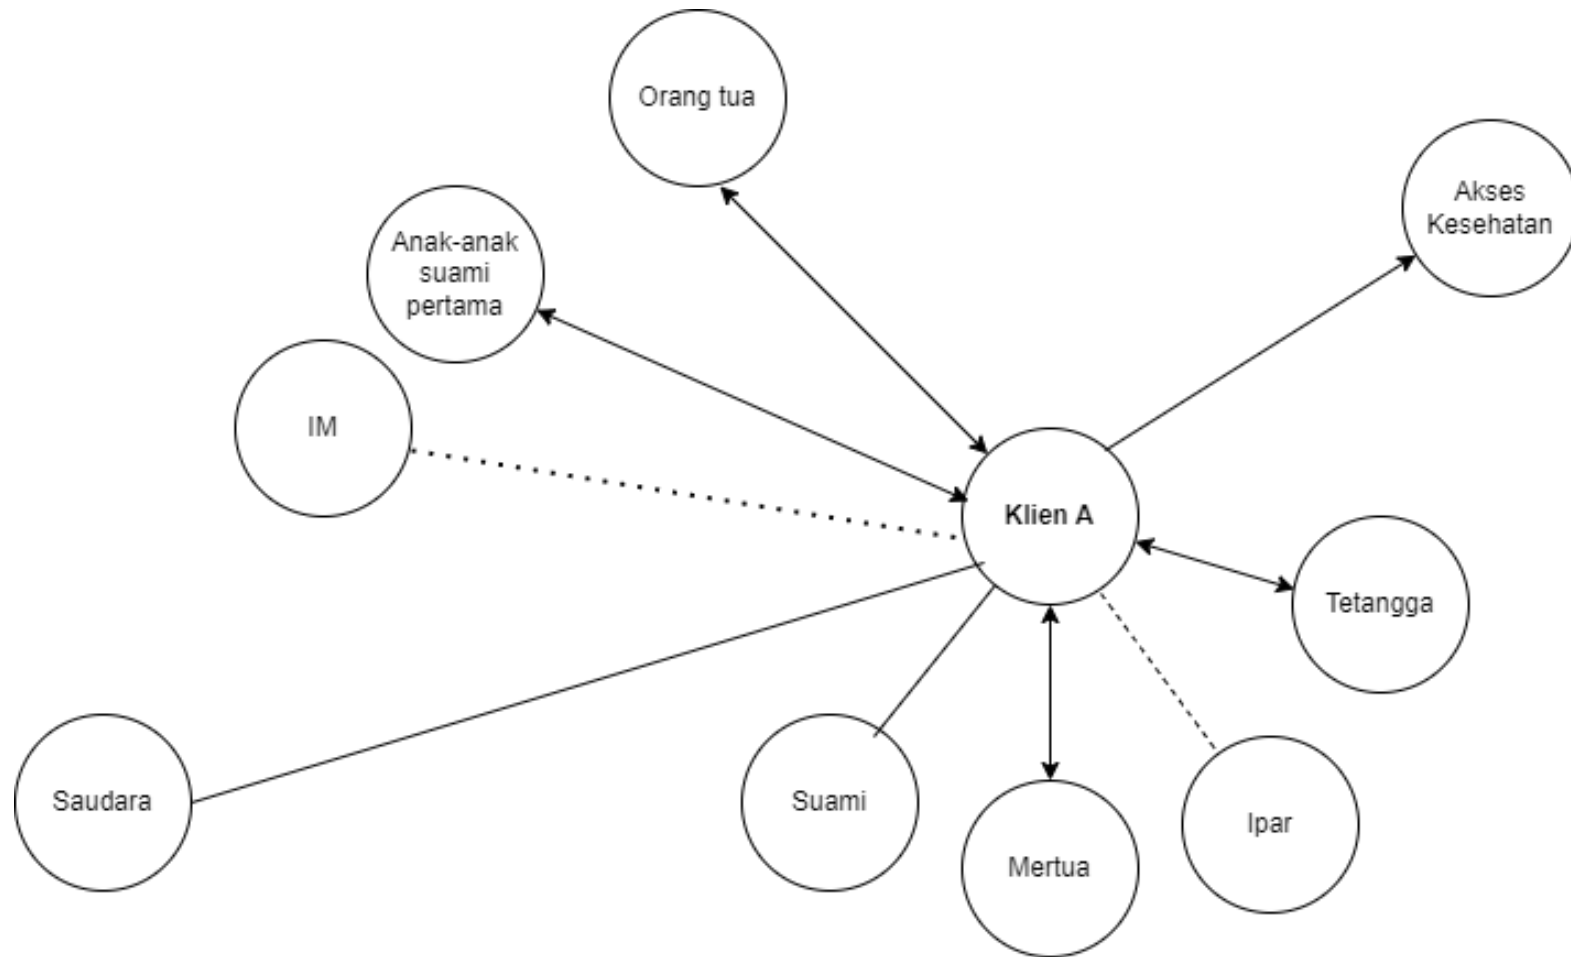 Orang tua
Akses
Kesehatan
Anak-anak
suami
pertama
IM
Klien A
Tetangga
Saudara
Suami
Mertua
Ipar